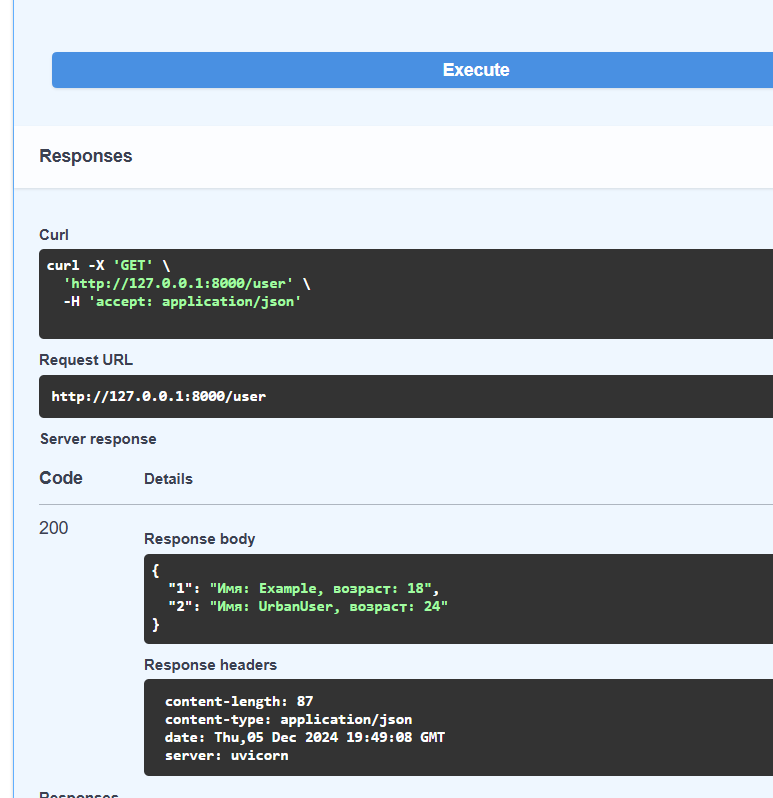 Execute
Responses
Curl
curl -X 'GET' \
'http://127.0.0.1:8000/user' \
-H 'accept: application/json'
Request URL
http://127.0.0.1:8000/user
Server response
Code Details
200
Response body
{
"1": "Имя: Example, возраст: 18",
"2": "Имя: UrbanUser, возраст: 24"
}
Response headers
content-length: 87
content-type: application/json
date: Thu,05 Dec 2024 19:49:08 GMT
server: uvicorn
Responses